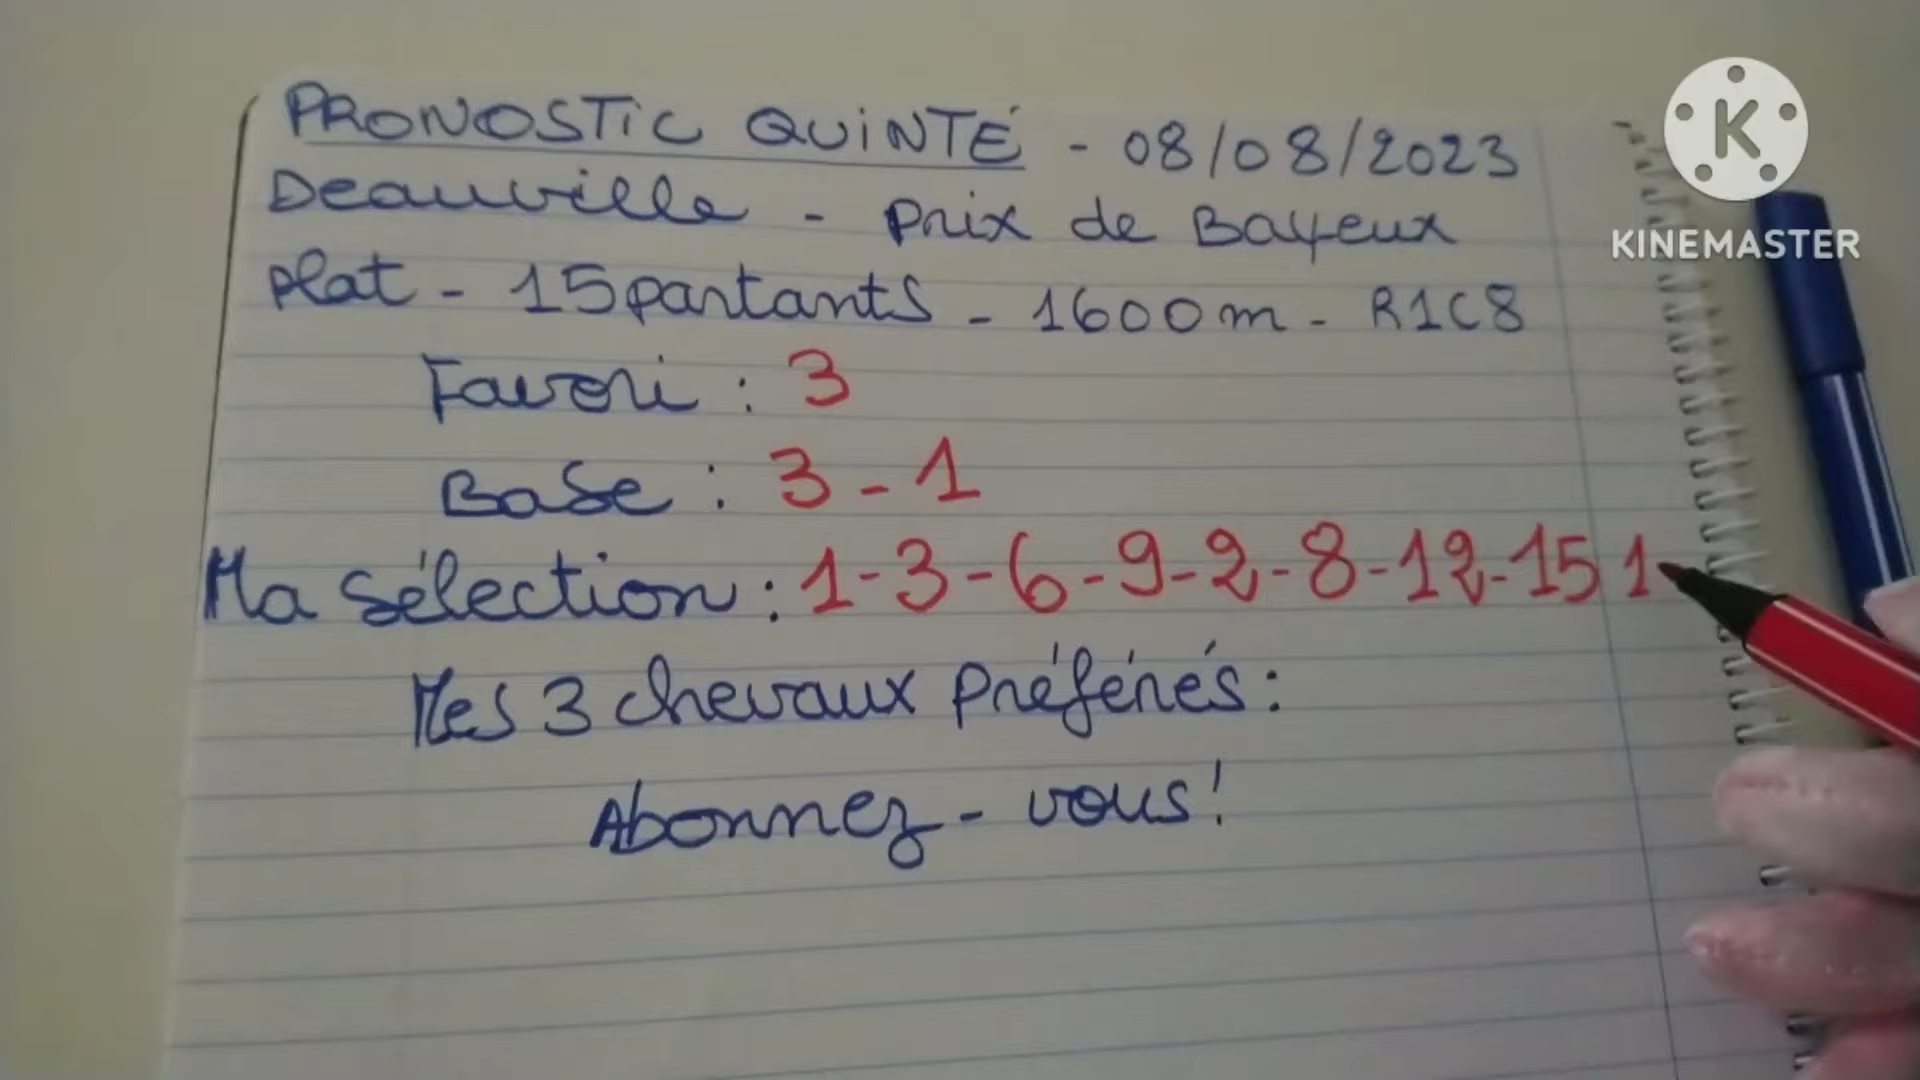 PRONOSTIC QUINTÉ - 08/08/2023
Deauville - Prix de Bayeux
Plat - 15 partants - 1600m - R1C8
Favori : 3
Base : 3 - 1
Ma sélection : 1 - 3 - 6 - 9 - 2 - 8 - 12 - 15 1
Mes 3 chevaux préférés :
Abonnez - vous !
K
KINEMASTER